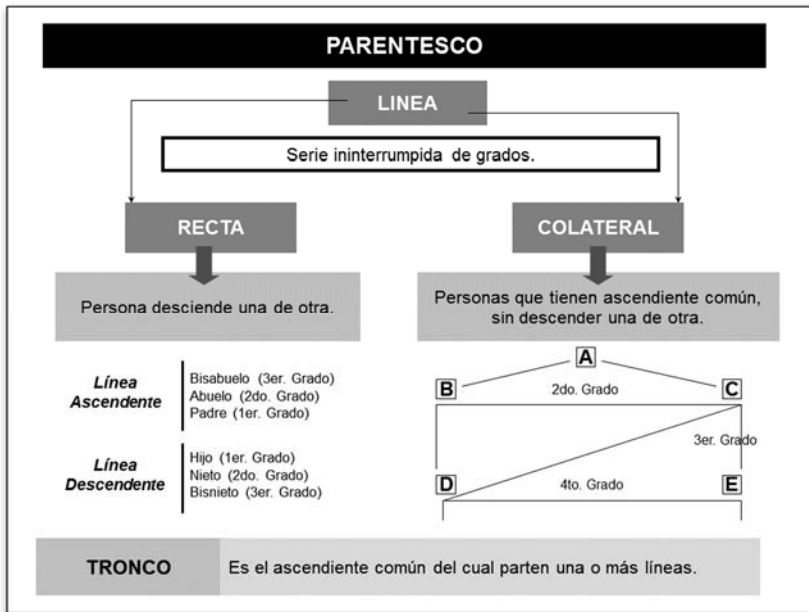 PARENTESCO
LINEA
Serie ininterrumpida de grados.
RECTA
COLATERAL
Persona desciende una de otra.
Personas que tienen ascendiente común,
sin descender una de otra.
Línea
Ascendente
Bisabuelo (3er. Grado)
Abuelo (2do. Grado)
Padre (1er. Grado)
Línea
Descendente
Hijo (1er. Grado)
Nieto (2do. Grado)
Bisnieto (3er. Grado)
A
B
2do. Grado
C
3er. Grado
D
4to. Grado
E
TRONCO
Es el ascendiente común del cual parten una o más líneas.